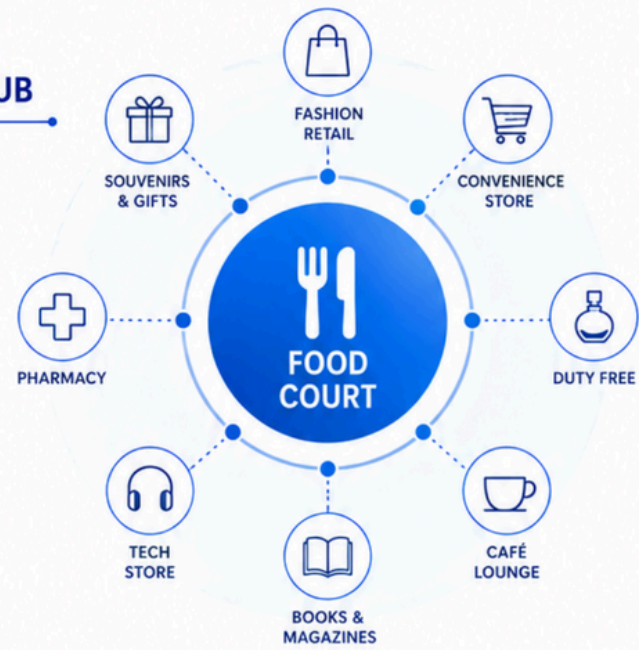 UB
FASHION
RETAIL
SOUVENIRS
& GIFTS
CONVENIENCE
STORE
PHARMACY
FOOD
COURT
DUTY FREE
TECH
STORE
CAFÉ
LOUNGE
BOOKS &
MAGAZINES